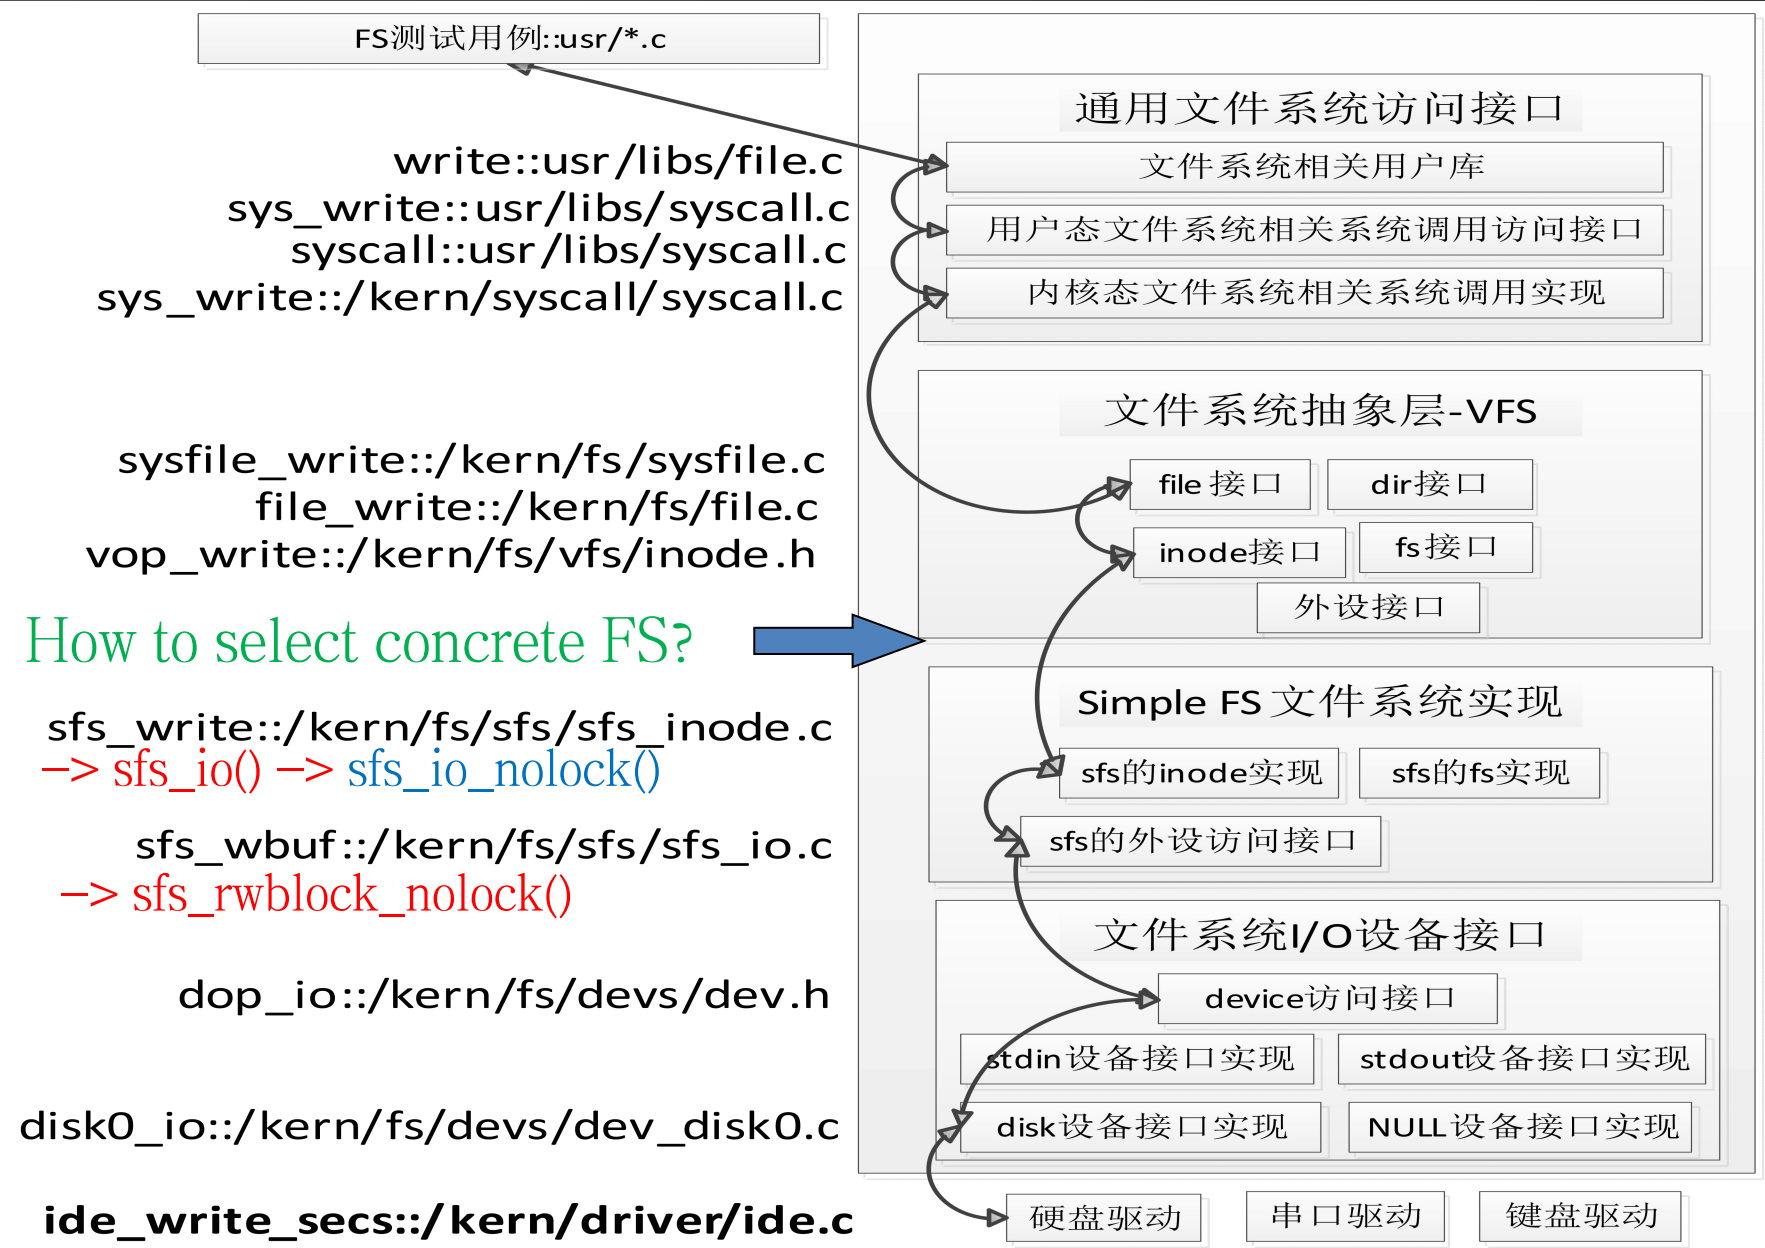 FS测试用例::usr/*.c
通用文件系统访问接口
write::usr/libs/file.c
文件系统相关用户库
sys_write::usr/libs/syscall.c
用户态文件系统相关系统调用访问接口
syscall::usr/libs/syscall.c
sys_write::/kern/syscall/syscall.c
内核态文件系统相关系统调用实现
文件系统抽象层-VFS
sysfile_write::/kern/fs/sysfile.c
file接口
dir接口
file_write::/kern/fs/file.c
vop_write::/kern/fs/vfs/inode.h
inode接口
fs接口
外设接口
How to select concrete FS?
Simple FS文件系统实现
sfs_write::/kern/fs/sfs/sfs_inode.c
–> sfs_io() –> sfs_io_nolock()
sfs的inode实现
sfs的fs实现
sfs_wbuf::/kern/fs/sfs/sfs_io.c
sfs的外设访问接口
–> sfs_rwblock_nolock()
文件系统I/O设备接口
dop_io::/kern/fs/devs/dev.h
device访问接口
stdin设备接口实现
stdout设备接口实现
disk0_io::/kern/fs/devs/dev_disk0.c
disk设备接口实现
NULL设备接口实现
ide_write_secs::/kern/driver/ide.c
硬盘驱动
串口驱动
键盘驱动